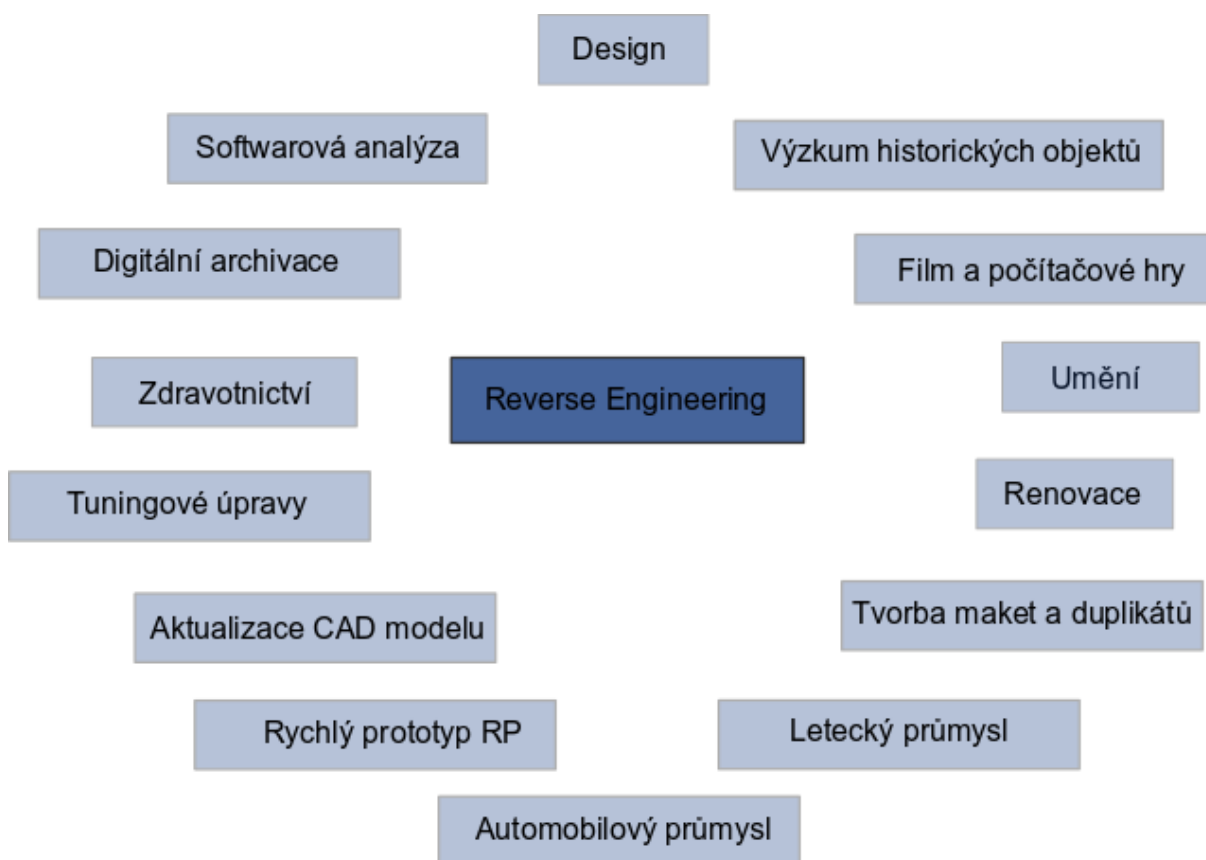 Design
Softwarová analýza
Výzkum historických objektů
Digitální archivace
Film a počítačové hry
Zdravotnictví
Reverse Engineering
Umění
Tuningové úpravy
Renovace
Aktualizace CAD modelu
Tvorba maket a duplikátů
Rychlý prototyp RP
Letecký průmysl
Automobilový průmysl